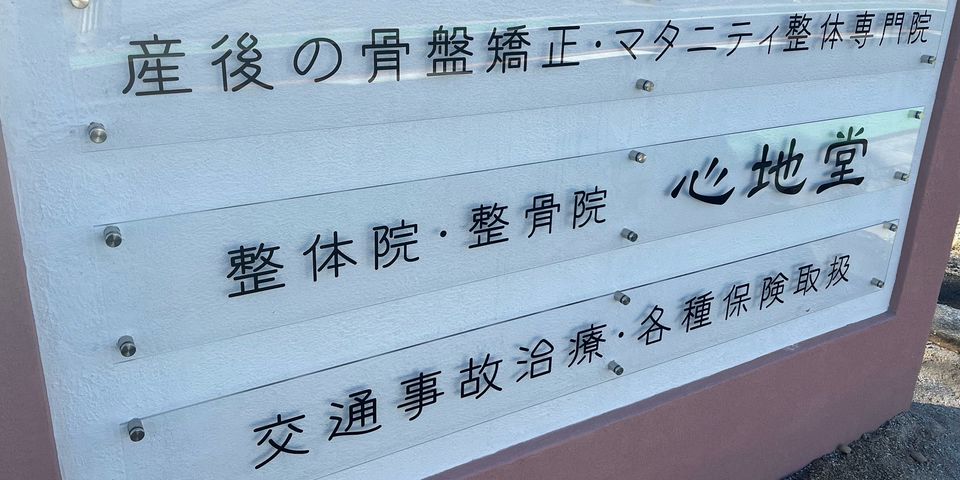 産後の骨盤矯正・マタニティ整体専門院
整体院・整骨院 心地堂
交通事故治療・各種保険取扱